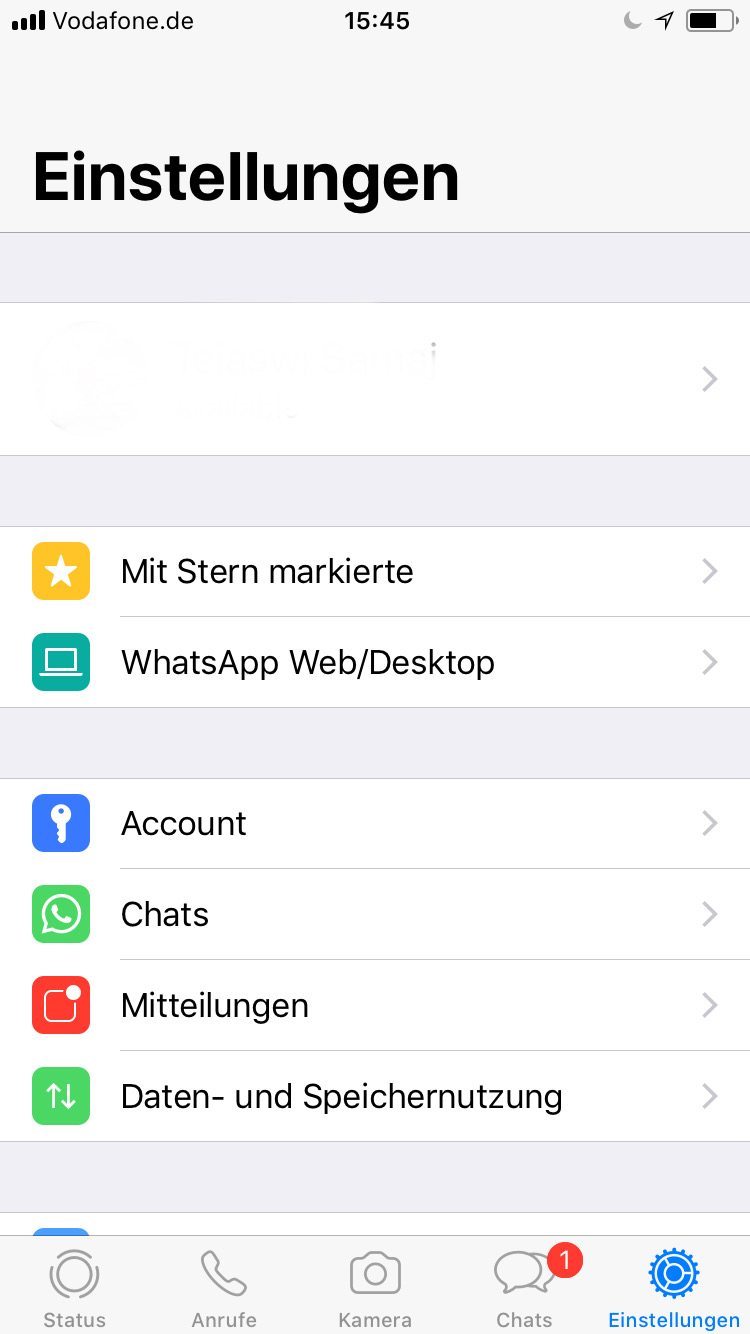 Vodafone.de 15:45
Einstellungen
Mit Stern markierte
WhatsApp Web/Desktop
Account
Chats
Mitteilungen
Daten- und Speichernutzung
1
Status Anrufe Kamera Chats Einstellungen